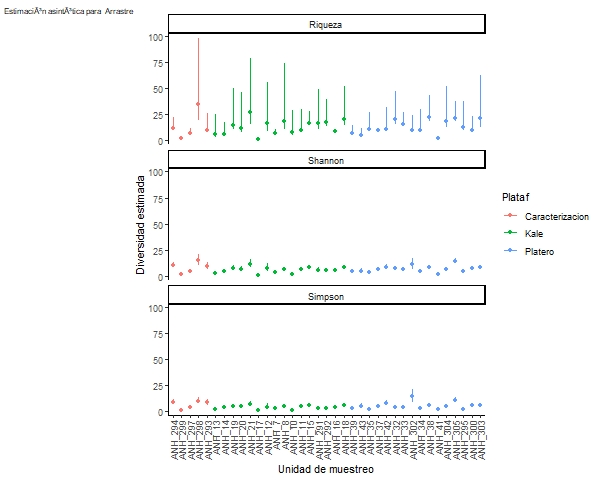 EstimaciÃ³n asintÃ³tica para Arrastre
Riqueza
100
75
50
25
0
Shannon
100
75
50
25
0
Simpson
100
75
50
25
0
Diversidad estimada
ANH_294
ANH_299
ANH_297
ANH_298
ANH_293
ANH_13
ANH_14
ANH_19
ANH_20
ANH_21
ANH_17
ANH_12
ANH_7
ANH_8
ANH_10
ANH_11
ANH_15
ANH_291
ANH_292
ANH_16
ANH_18
ANH_39
ANH_43
ANH_35
ANH_37
ANH_42
ANH_32
ANH_33
ANH_302
ANH_34
ANH_38
ANH_41
ANH_304
ANH_305
ANH_295
ANH_300
ANH_303
Unidad de muestreo
Plataf
Caracterizacion
Kale
Platero